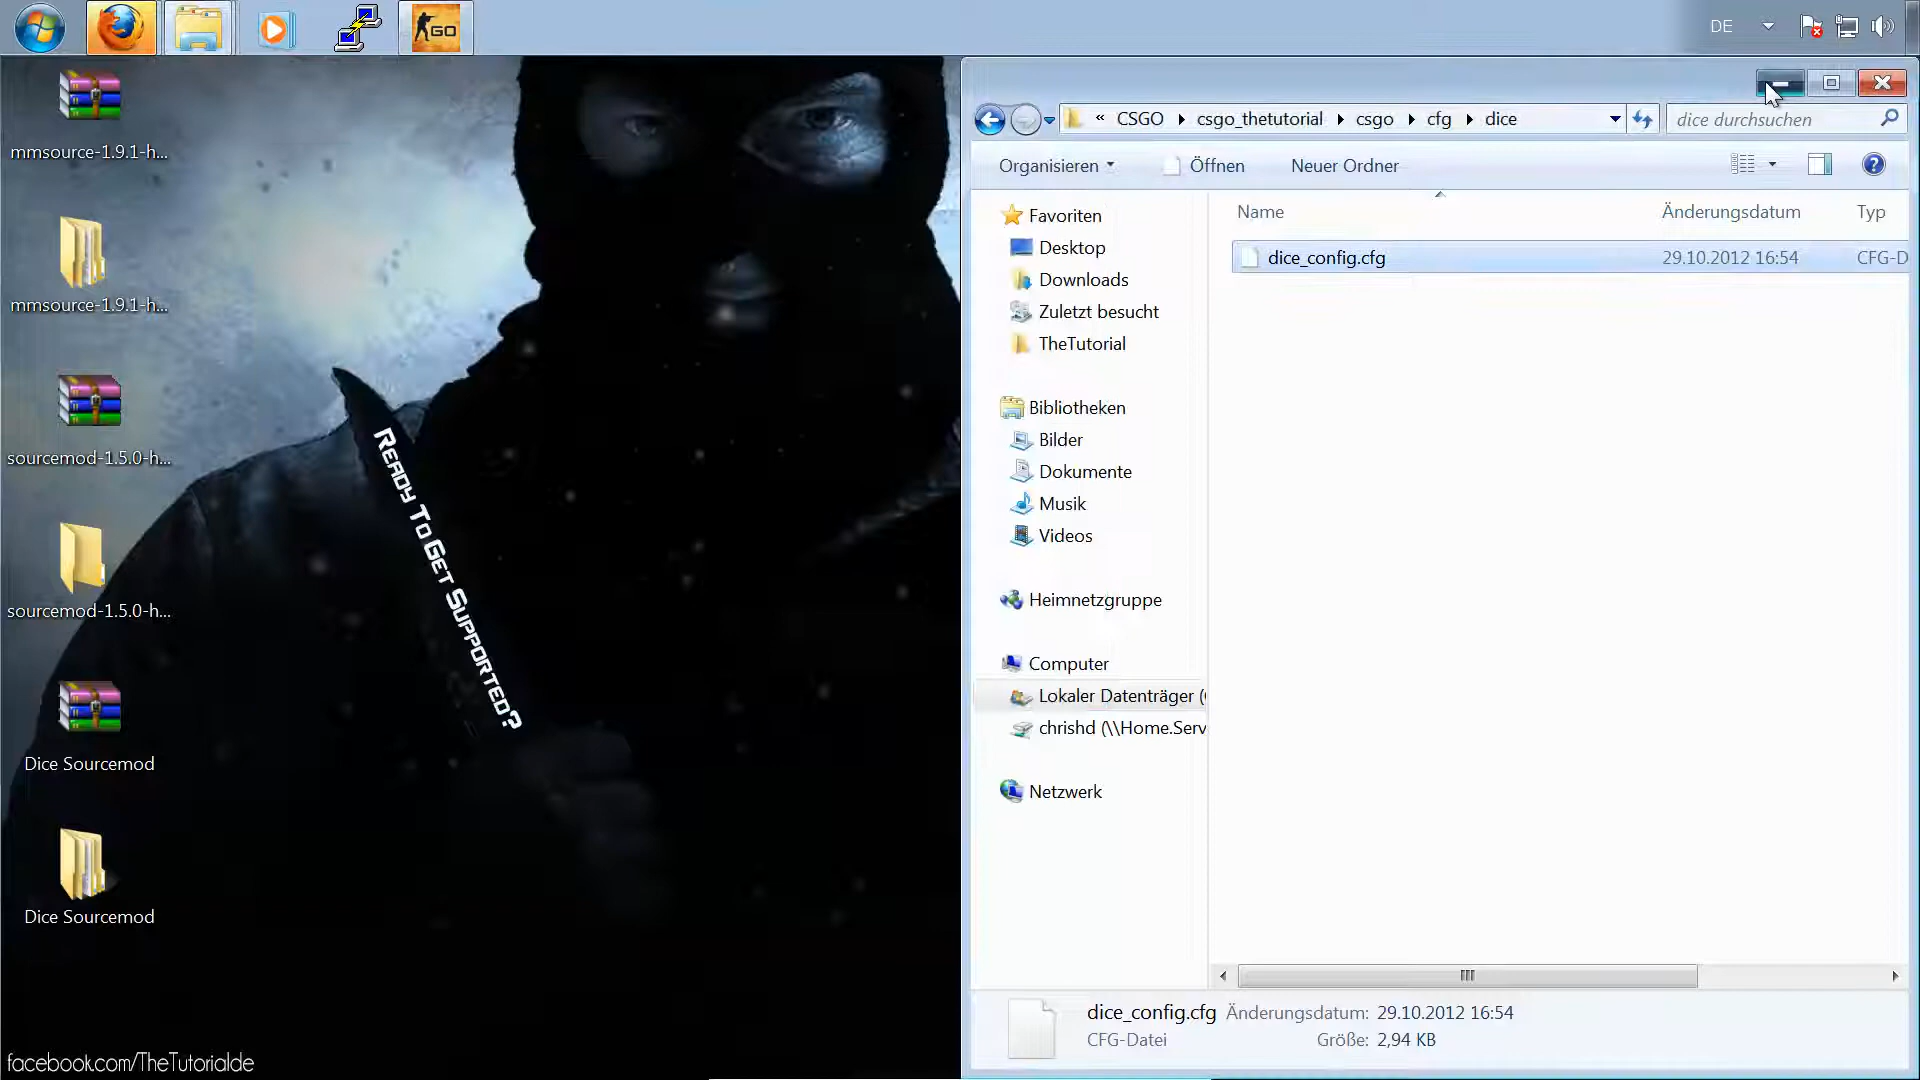 GO
DE
mmsource-1.9.1-h...
mmsource-1.9.1-h...
sourcemod-1.5.0-h...
sourcemod-1.5.0-h...
Dice Sourcemod
Dice Sourcemod
READY TO GET SUPPORTED?
facebook.com/TheTutorialde
« CSGO csgo_thetutorial csgo cfg dice
dice durchsuchen
Organisieren Öffnen Neuer Ordner
Name Änderungsdatum Typ
dice_config.cfg 29.10.2012 16:54 CFG-D
Favoriten
Desktop
Downloads
Zuletzt besucht
TheTutorial
Bibliotheken
Bilder
Dokumente
Musik
Videos
Heimnetzgruppe
Computer
Lokaler Datenträger (
chrishd (\\Home.Serv
Netzwerk
dice_config.cfg Änderungsdatum: 29.10.2012 16:54
CFG-Datei Größe: 2,94 KB